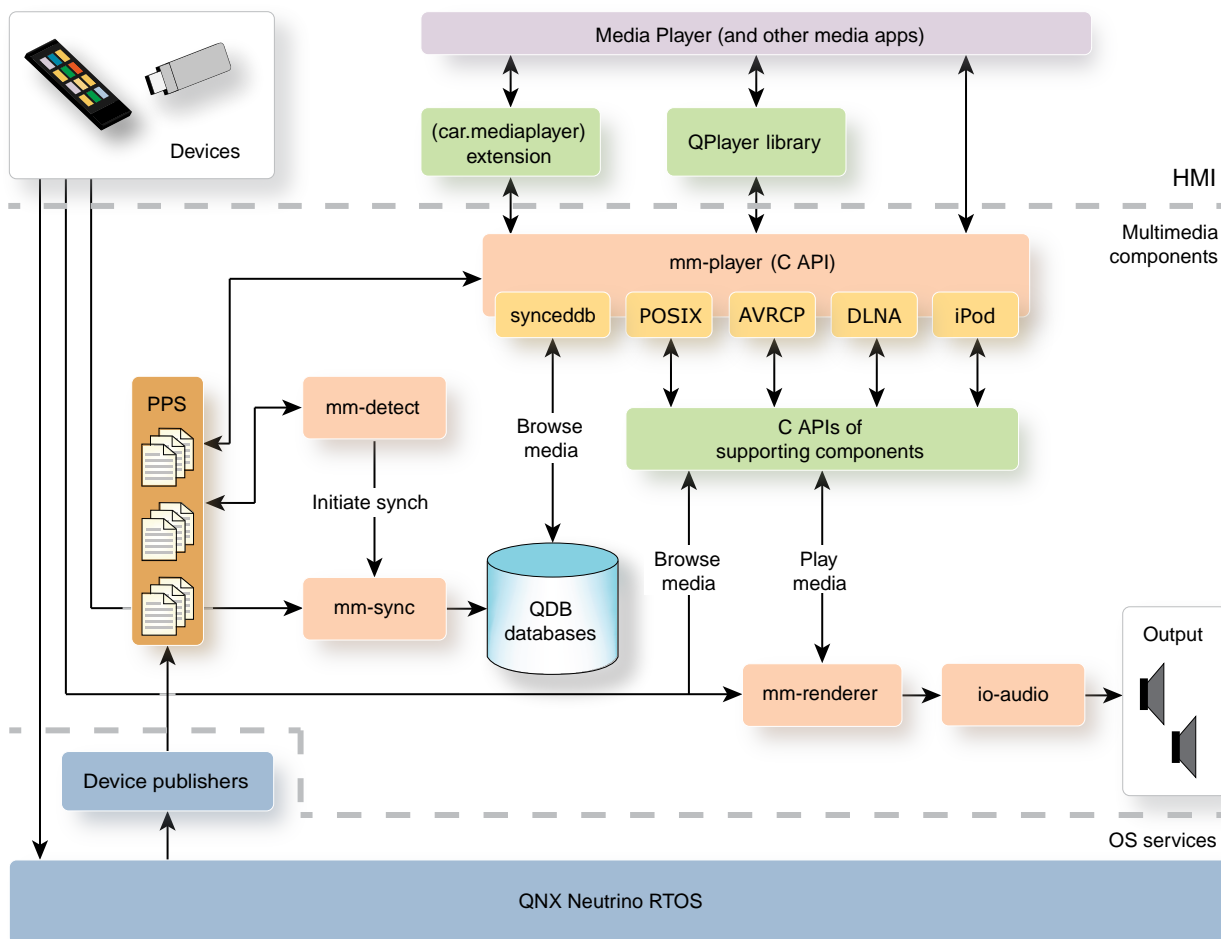 Media Player (and other media apps)
Devices
(car.mediaplayer)
extension
QPlayer library
HMI
Multimedia
components
mm-player (C API)
synceddb
POSIX
AVRCP
DLNA
iPod
PPS
mm-detect
Browse
media
C APIs of
supporting components
Initiate synch
Browse
media
Play
media
mm-sync
QDB
databases
Output
mm-renderer
io-audio
Device publishers
OS services
QNX Neutrino RTOS